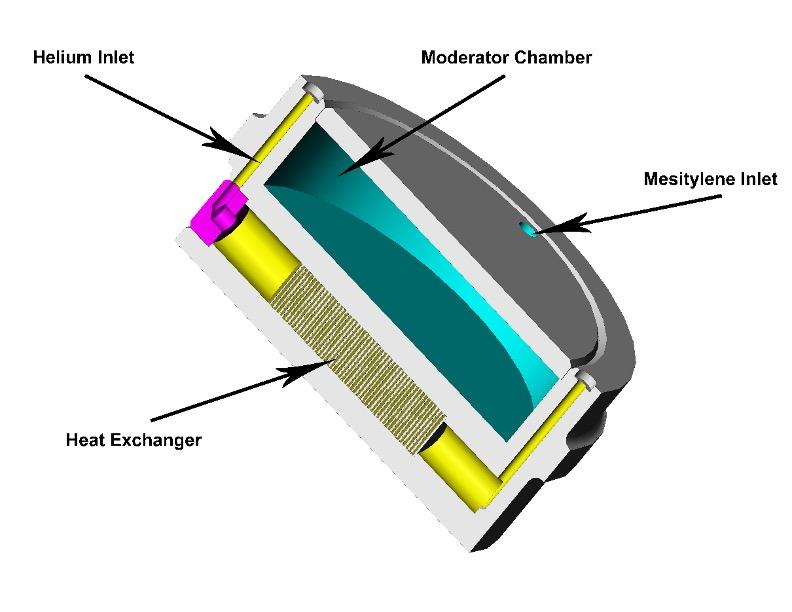 Helium Inlet
Moderator Chamber
Mesitylene Inlet
Heat Exchanger